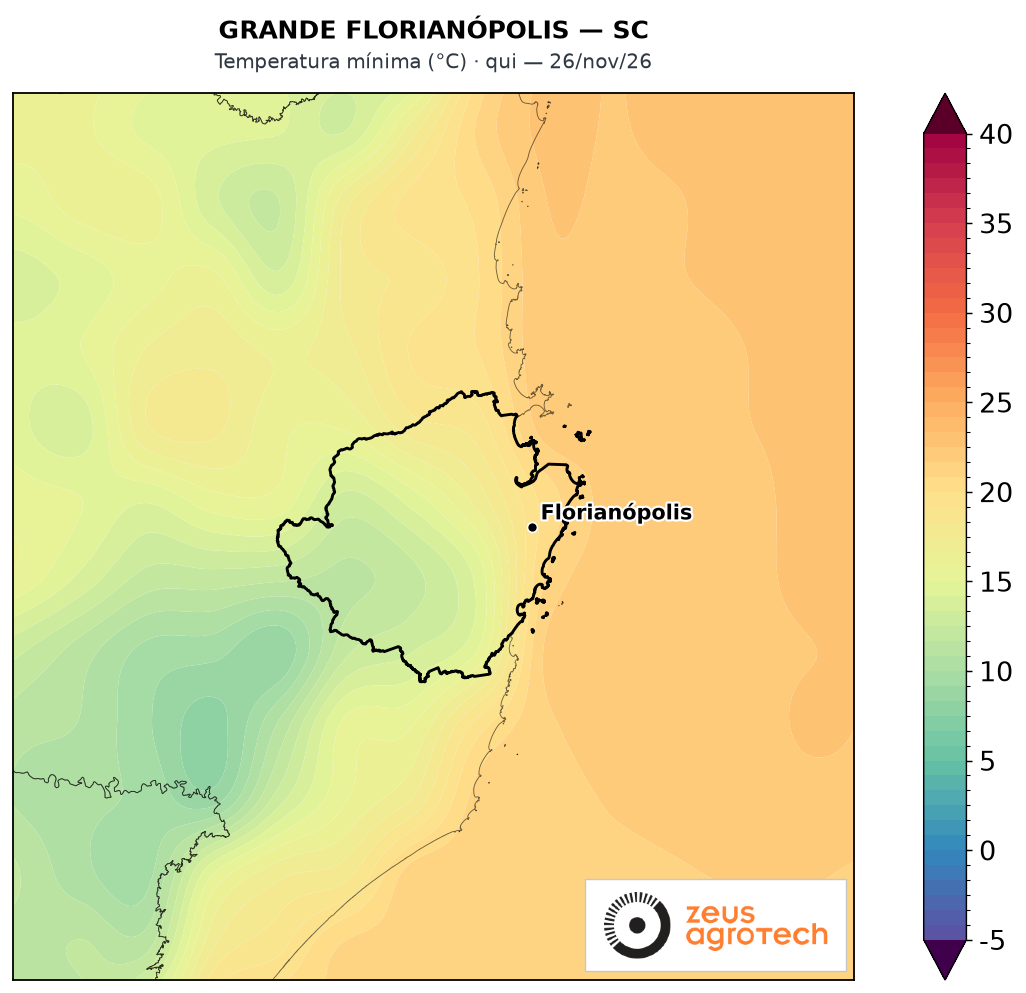 GRANDE FLORIANÓPOLIS — SC
Temperatura mínima (°C) · qui — 26/nov/26
40
35
30
25
20
15
10
5
0
-5
Florianópolis
zeus
agrotech